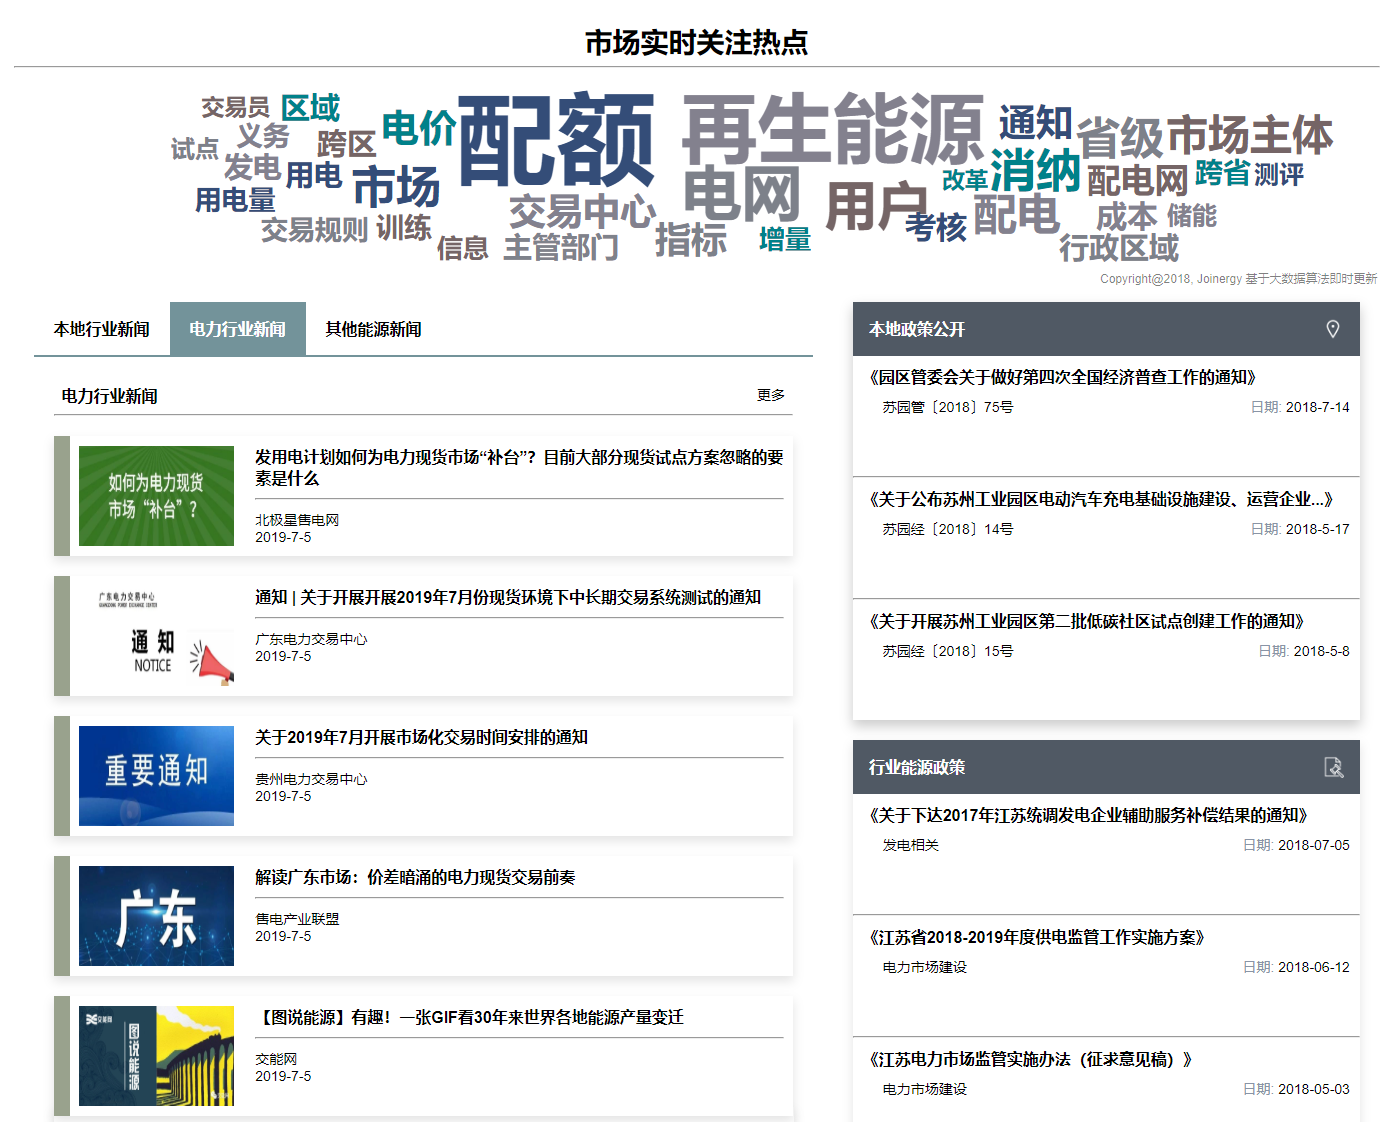 市场实时关注热点
交易员 区域 电价 配额 再生能源 通知 省级 市场主体
试点 义务 跨区
发电 用电 市场 电网 改革 消纳 配电网 跨省 测评
用电量 交易中心 用户 考核 配电 成本 储能
交易规则 训练 信息 主管部门 指标 增量 行政区域
Copyright@2018, Joinergy 基于大数据算法即时更新
本地行业新闻 电力行业新闻 其他能源新闻
电力行业新闻 更多
如何为电力现货
市场“补台”？
发用电计划如何为电力现货市场“补台”？目前大部分现货试点方案忽略的要
素是什么
北极星售电网
2019-7-5
广东电力交易中心
GUANGDONG POWER EXCHANGE CENTER
通 知
NOTICE
通知 | 关于开展开展2019年7月份现货环境下中长期交易系统测试的通知
广东电力交易中心
2019-7-5
重要通知
关于2019年7月开展市场化交易时间安排的通知
贵州电力交易中心
2019-7-5
广东
解读广东市场：价差暗涌的电力现货交易前奏
售电产业联盟
2019-7-5
交能网
图说能源
【图说能源】有趣！一张GIF看30年来世界各地能源产量变迁
交能网
2019-7-5
本地政策公开
《园区管委会关于做好第四次全国经济普查工作的通知》
苏园管〔2018〕75号 日期: 2018-7-14
《关于公布苏州工业园区电动汽车充电基础设施建设、运营企业...》
苏园经〔2018〕14号 日期: 2018-5-17
《关于开展苏州工业园区第二批低碳社区试点创建工作的通知》
苏园经〔2018〕15号 日期: 2018-5-8
行业能源政策
《关于下达2017年江苏统调发电企业辅助服务补偿结果的通知》
发电相关 日期: 2018-07-05
《江苏省2018-2019年度供电监管工作实施方案》
电力市场建设 日期: 2018-06-12
《江苏电力市场监管实施办法（征求意见稿）》
电力市场建设 日期: 2018-05-03